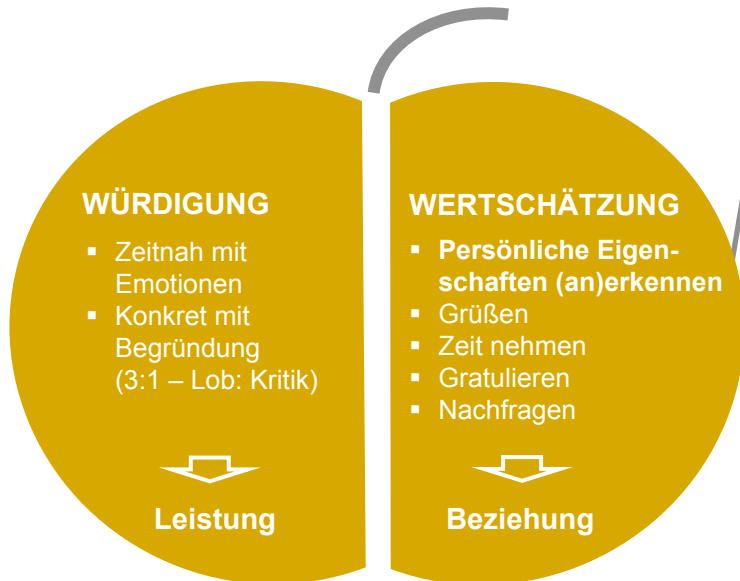 WÜRDIGUNG
▪ Zeitnah mit
Emotionen
▪ Konkret mit
Begründung
(3:1 – Lob: Kritik)
Leistung
WERTSCHÄTZUNG
▪ Persönliche Eigen-
schaften (an)erkennen
▪ Grüßen
▪ Zeit nehmen
▪ Gratulieren
▪ Nachfragen
Beziehung